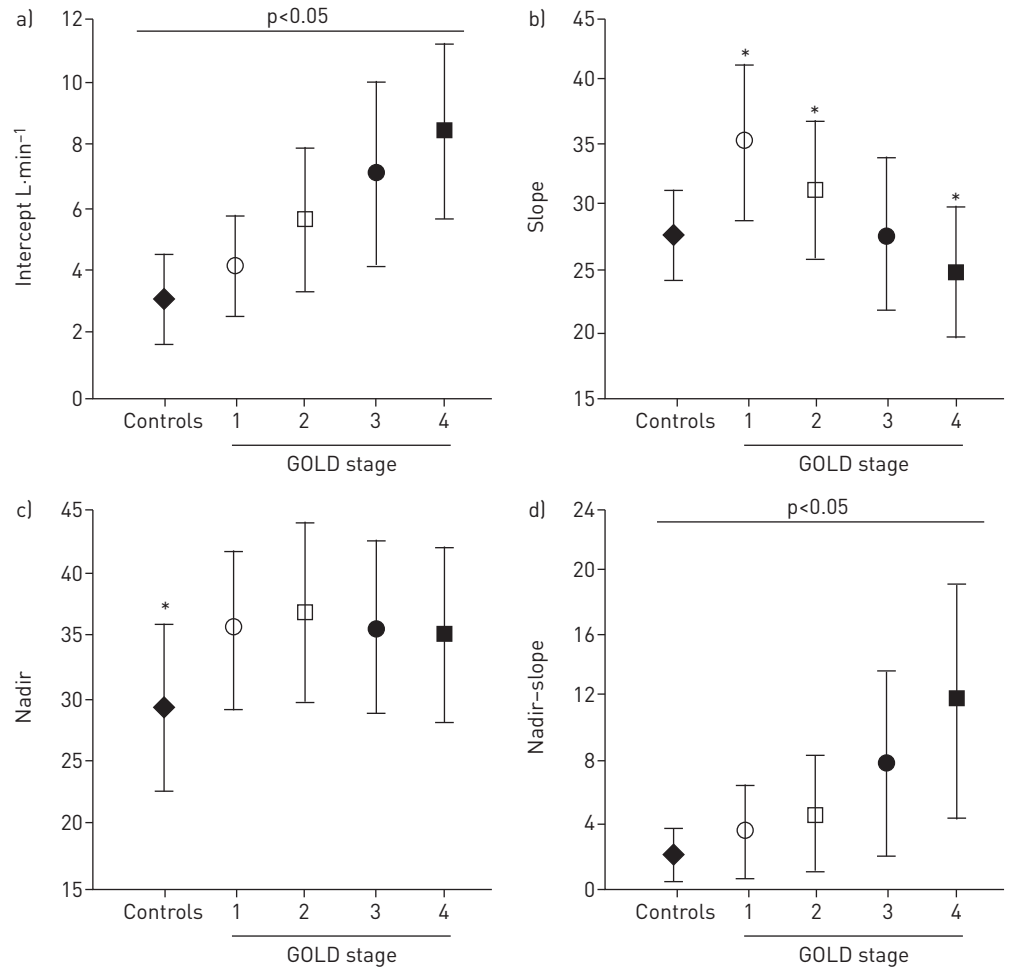 a)
p<0.05
Intercept L·min⁻¹
12
10
8
6
4
2
0
Controls 1 2 3 4
GOLD stage
b)
Slope
45
40
35
30
25
20
15
*
*
*
Controls 1 2 3 4
GOLD stage
c)
Nadir
45
40
35
30
25
20
15
*
Controls 1 2 3 4
GOLD stage
d)
p<0.05
Nadir–slope
24
20
16
12
8
4
0
Controls 1 2 3 4
GOLD stage